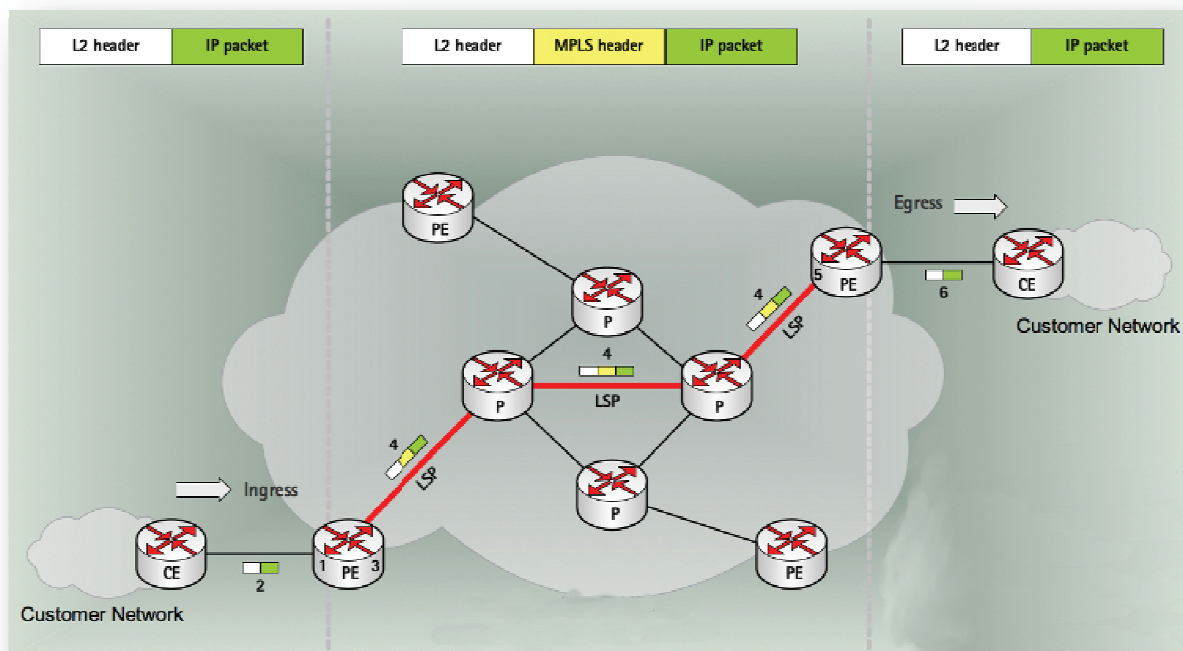 L2 header IP packet
L2 header MPLS header IP packet
L2 header IP packet
PE
Egress
P
5 PE
6
CE
Customer Network
4
LSP
4
LSP
P
P
4
LSP
P
Ingress
CE
2
1 PE 3
PE
Customer Network